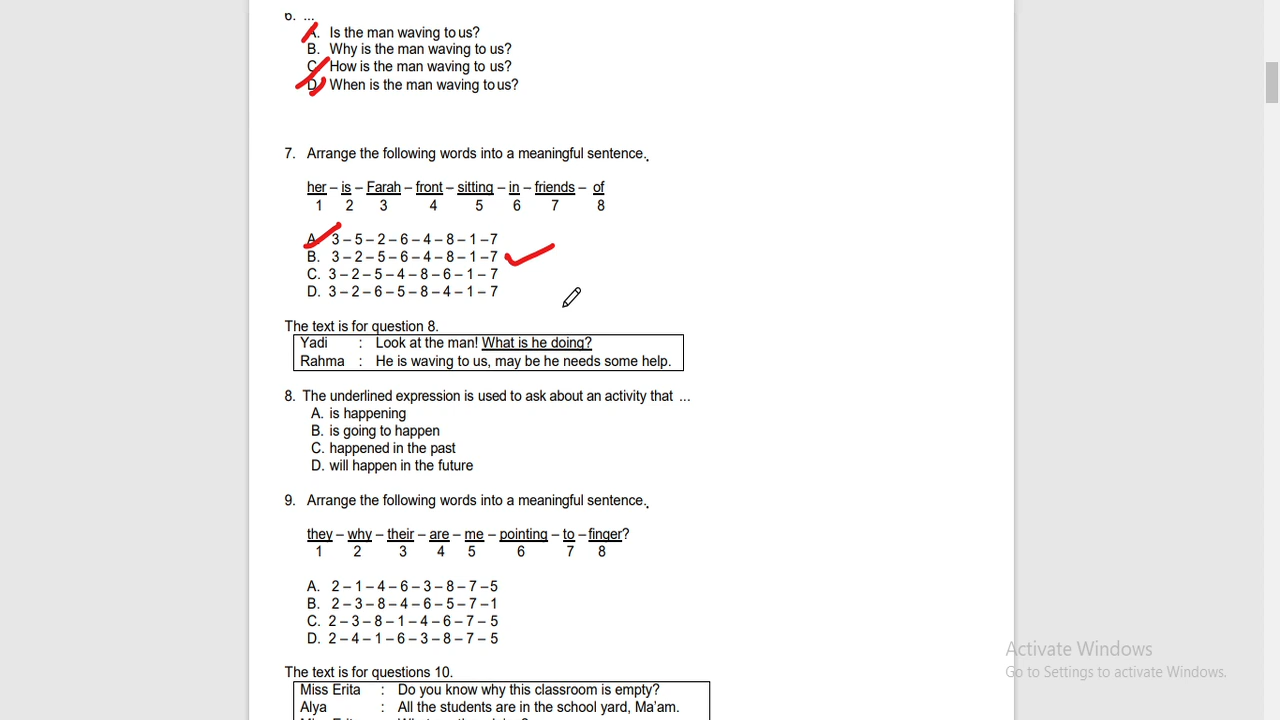 6. ...
A. Is the man waving to us?
B. Why is the man waving to us?
C. How is the man waving to us?
D. When is the man waving to us?
7. Arrange the following words into a meaningful sentence.
her – is – Farah – front – sitting – in – friends – of
1 2 3 4 5 6 7 8
A. 3 – 5 – 2 – 6 – 4 – 8 – 1 –7
B. 3 – 2 – 5 – 6 – 4 – 8 – 1 –7
C. 3 – 2 – 5 – 4 – 8 – 6 – 1 – 7
D. 3 – 2 – 6 – 5 – 8 – 4 – 1 – 7
The text is for question 8.
Yadi : Look at the man! What is he doing?
Rahma : He is waving to us, may be he needs some help.
8. The underlined expression is used to ask about an activity that ...
A. is happening
B. is going to happen
C. happened in the past
D. will happen in the future
9. Arrange the following words into a meaningful sentence.
they – why – their – are – me – pointing – to – finger?
1 2 3 4 5 6 7 8
A. 2 – 1 – 4 – 6 – 3 – 8 – 7 –5
B. 2 – 3 – 8 – 4 – 6 – 5 – 7 –1
C. 2 – 3 – 8 – 1 – 4 – 6 – 7 – 5
D. 2 – 4 – 1 – 6 – 3 – 8 – 7 – 5
The text is for questions 10.
Miss Erita : Do you know why this classroom is empty?
Alya : All the students are in the school yard, Ma'am.
Activate Windows
Go to Settings to activate Windows.